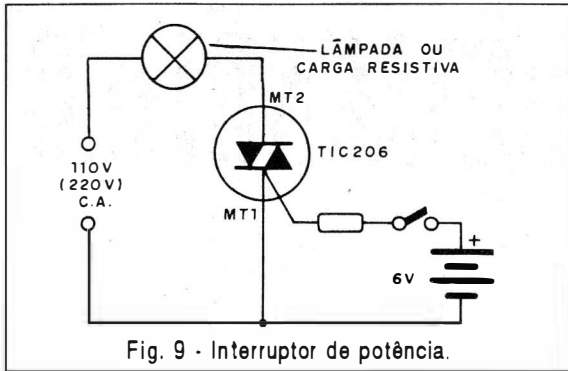 LÂMPADA OU
CARGA RESISTIVA
MT2
TIC206
110V
(220V)
C.A.
MT1
+
6V
Fig. 9 - Interruptor de potência.